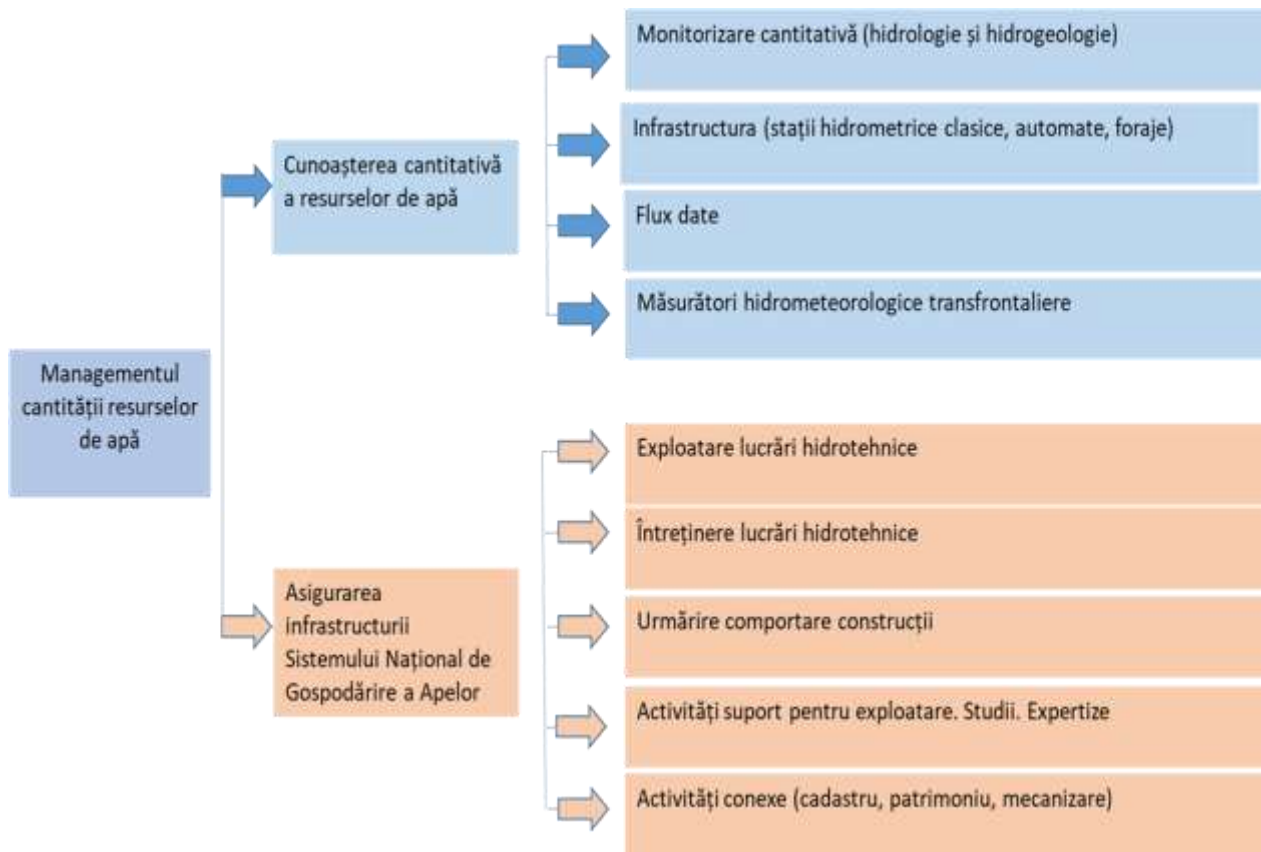 Managementul
cantității resurselor
de apă
Cunoașterea cantitativă
a resurselor de apă
Monitorizare cantitativă (hidrologie și hidrogeologie)
Infrastructura (stații hidrometrice clasice, automate, foraje)
Flux date
Măsurători hidrometeorologice transfrontaliere
Asigurarea
infrastructurii
Sistemului Național de
Gospodărire a Apelor
Exploatare lucrări hidrotehnice
Întreținere lucrări hidrotehnice
Urmărire comportare construcții
Activități suport pentru exploatare. Studii. Expertize
Activități conexe (cadastru, patrimoniu, mecanizare)